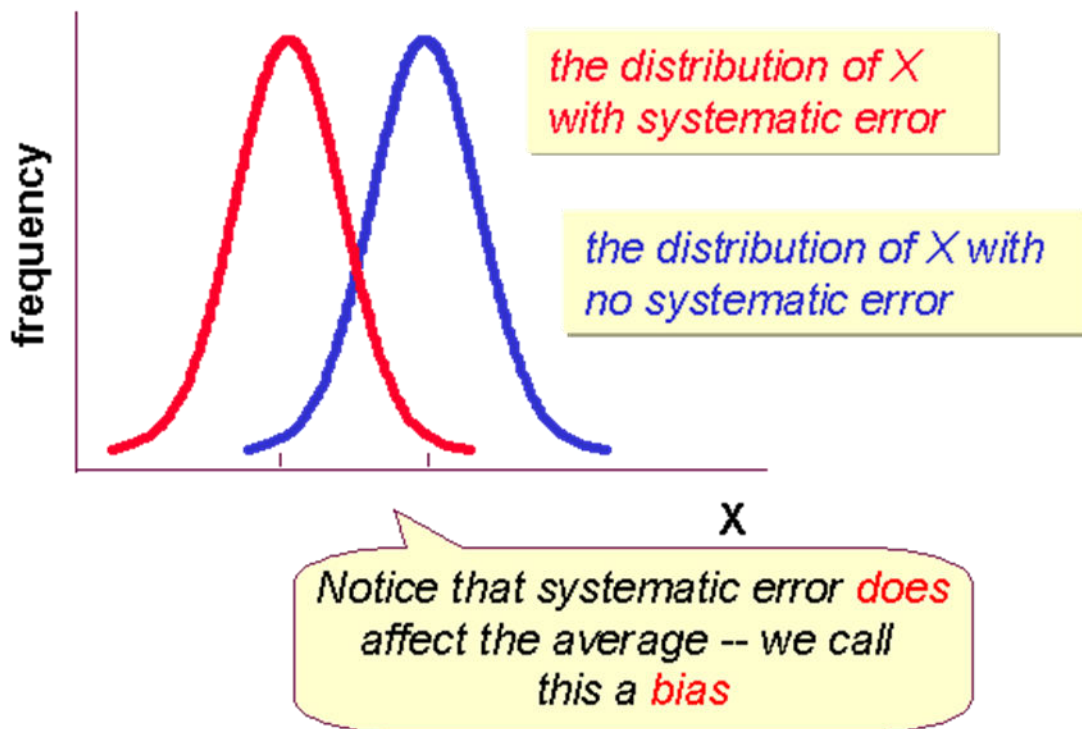 the distribution of X
with systematic error
frequency
the distribution of X with
no systematic error
X
Notice that systematic error does
affect the average -- we call
this a bias